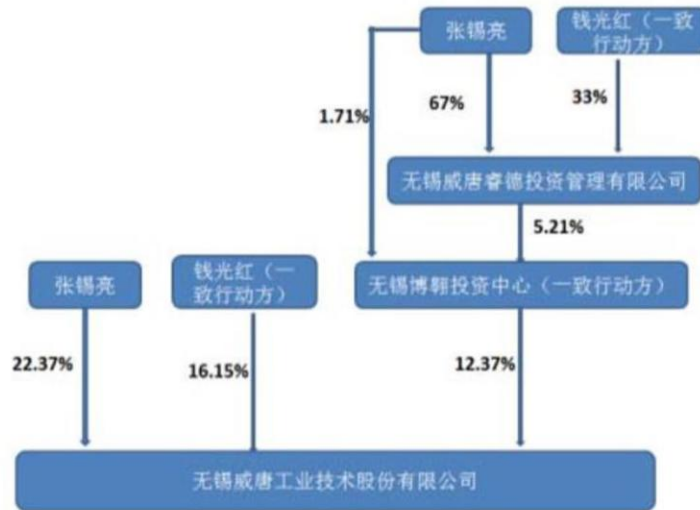 张锡亮
钱光红（一致
行动方）
1.71%
67%
33%
无锡威唐睿德投资管理有限公司
5.21%
张锡亮
钱光红（一
致行动方）
无锡博翱投资中心（一致行动方）
22.37%
16.15%
12.37%
无锡威唐工业技术股份有限公司